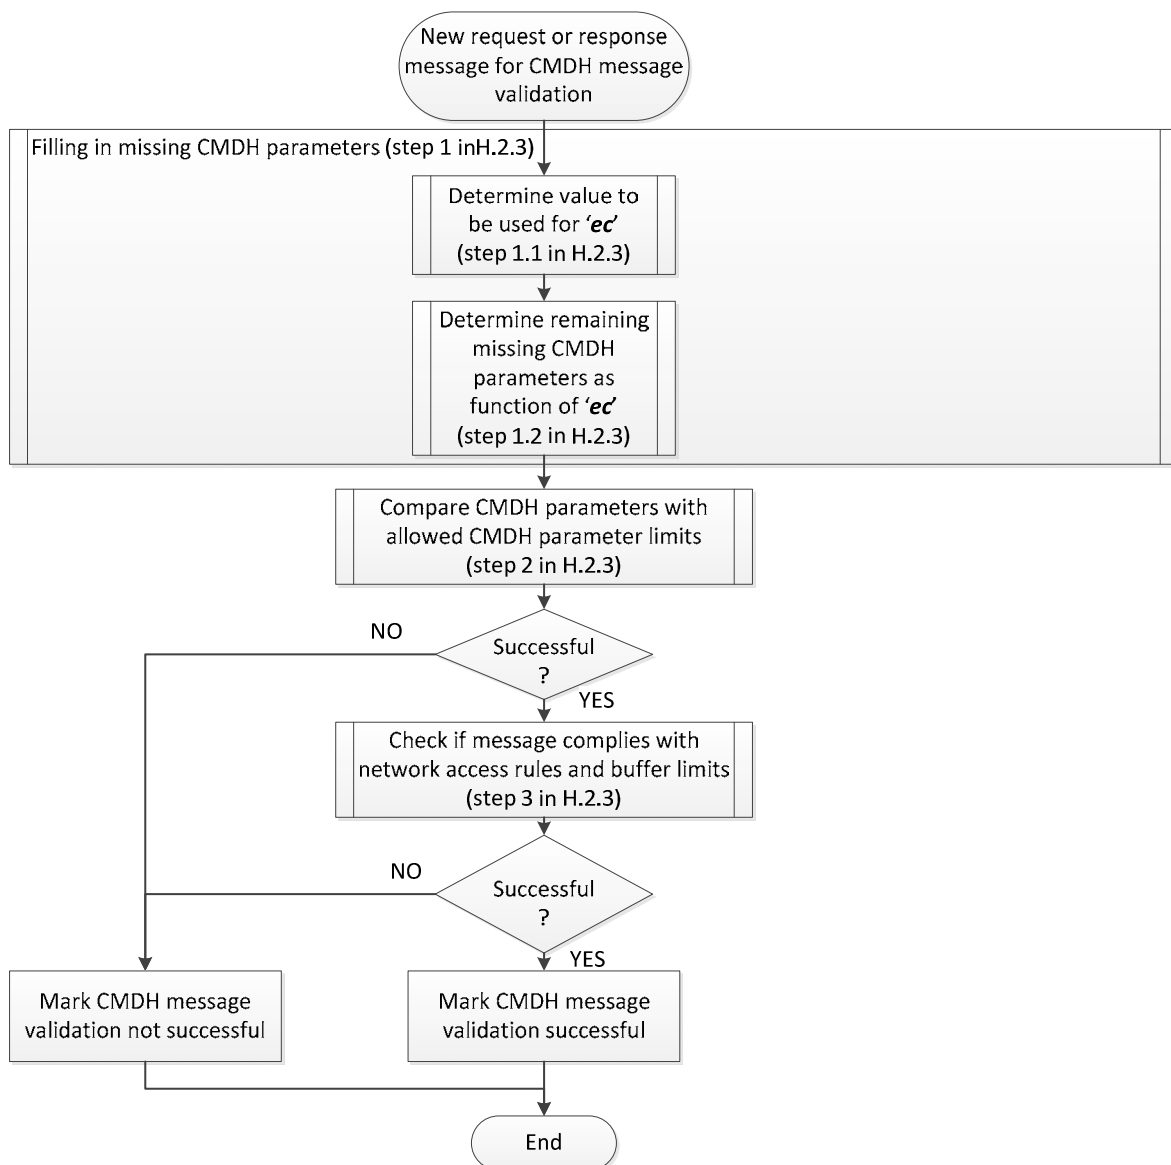 New request or response
message for CMDH message
validation
Filling in missing CMDH parameters (step 1 inH.2.3)
Determine value to
be used for ‘ec’
(step 1.1 in H.2.3)
Determine remaining
missing CMDH
parameters as
function of ‘ec’
(step 1.2 in H.2.3)
Compare CMDH parameters with
allowed CMDH parameter limits
(step 2 in H.2.3)
NO
Successful
?
YES
Check if message complies with
network access rules and buffer limits
(step 3 in H.2.3)
NO
Successful
?
YES
Mark CMDH message
validation not successful
Mark CMDH message
validation successful
End